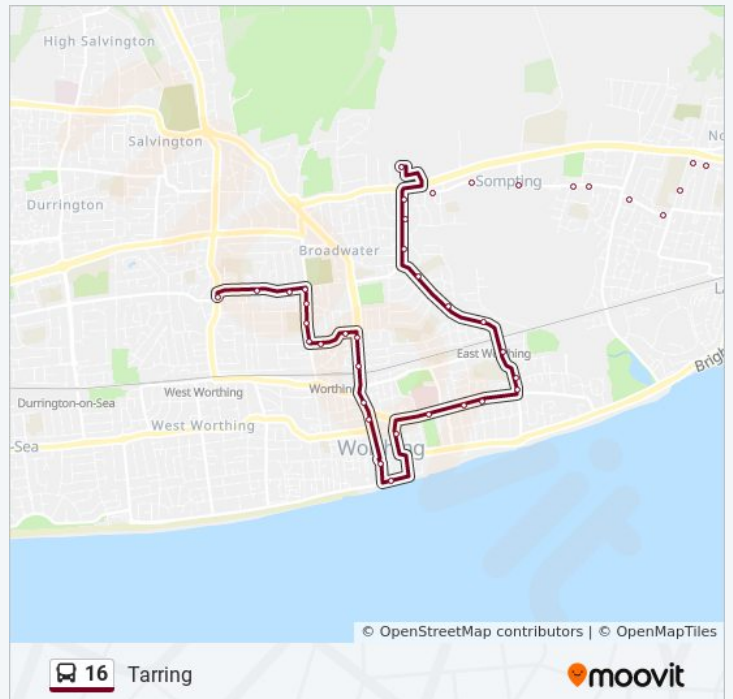 High Salvington
Salvington
No
Sompting
Durrington
Broadwater
La
East Worthing
Brigh
West Worthing
Worthing
Durrington-on-Sea
West Worthing
-Sea
Worthing
© OpenStreetMap contributors | © OpenMapTiles
16 Tarring
moovit